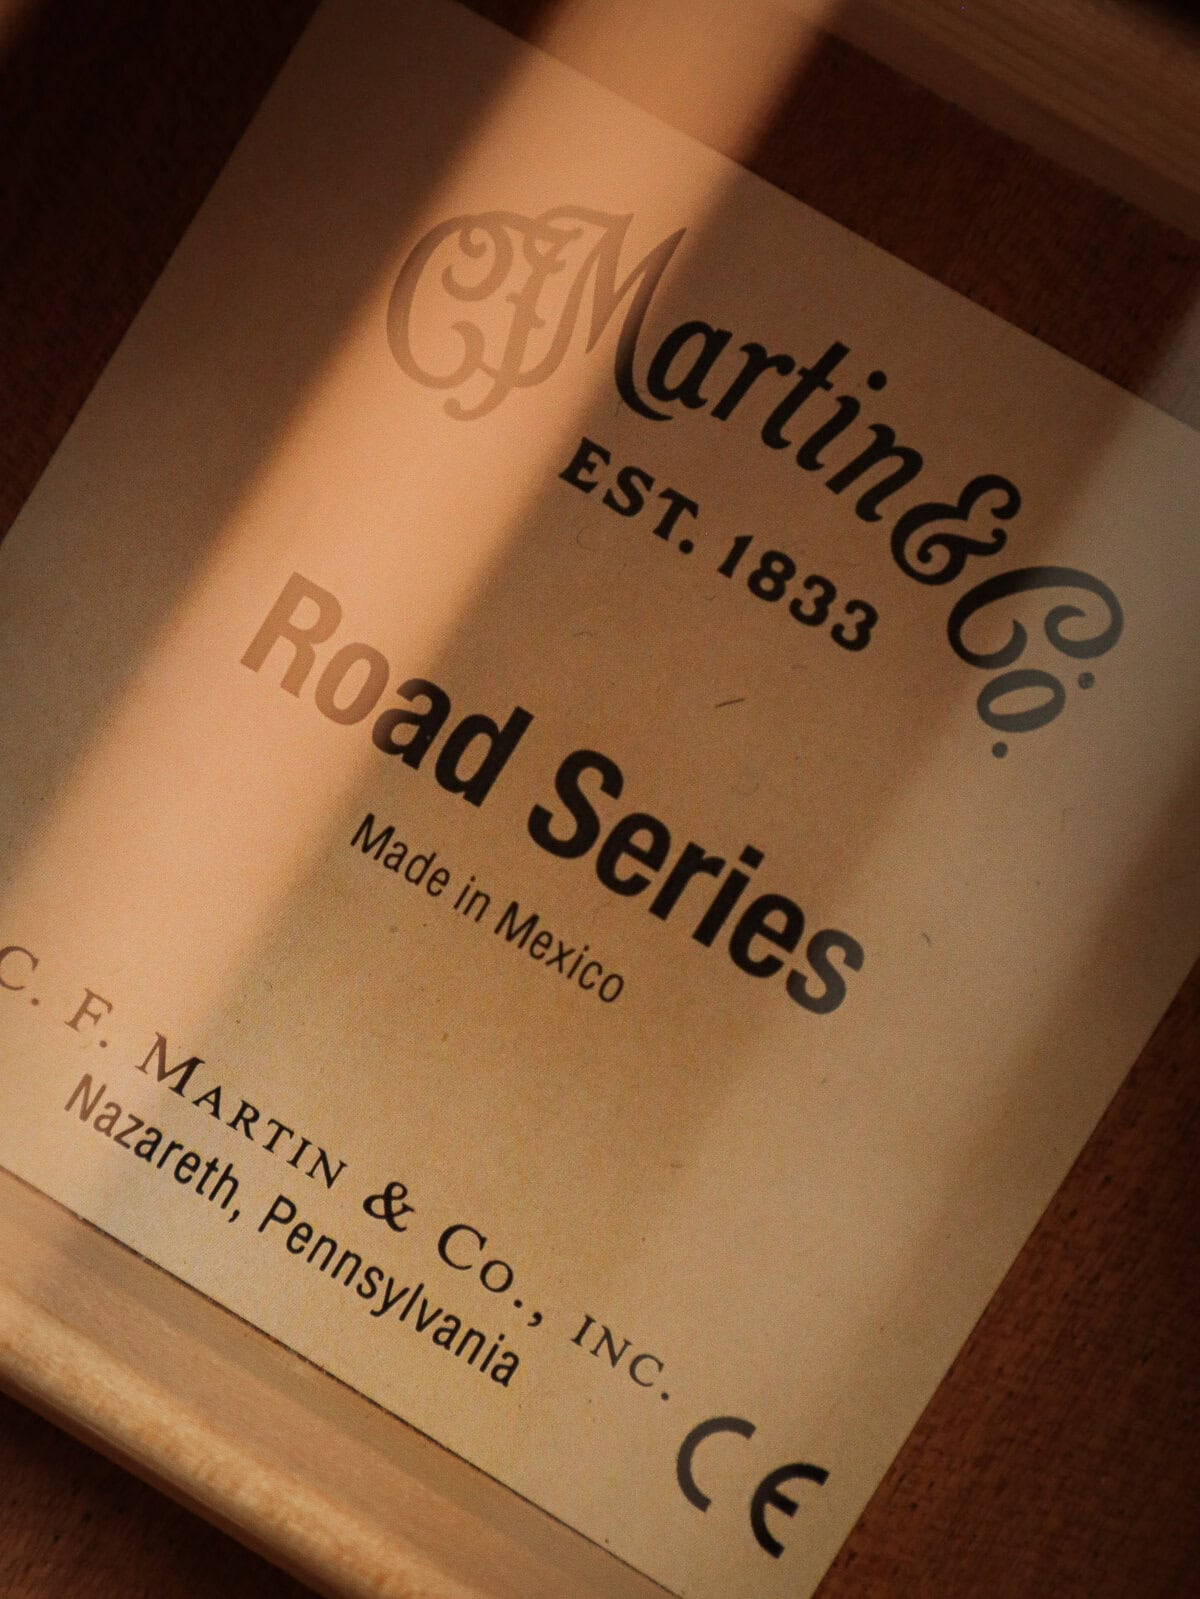 CFMartin & Co.
EST. 1833
Road Series
Made in Mexico
C. F. MARTIN & CO., INC.
Nazareth, Pennsylvania
CE